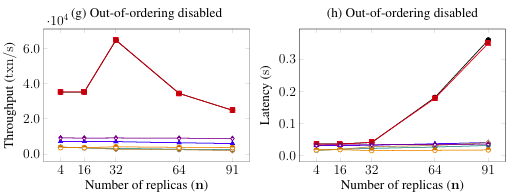 (g) Out-of-ordering disabled
·10⁴
Throughput (txn/s)
6.0
4.0
2.0
0.0
4 16 32 64 91
Number of replicas (n)
(h) Out-of-ordering disabled
Latency (s)
0.3
0.2
0.1
0.0
4 16 32 64 91
Number of replicas (n)